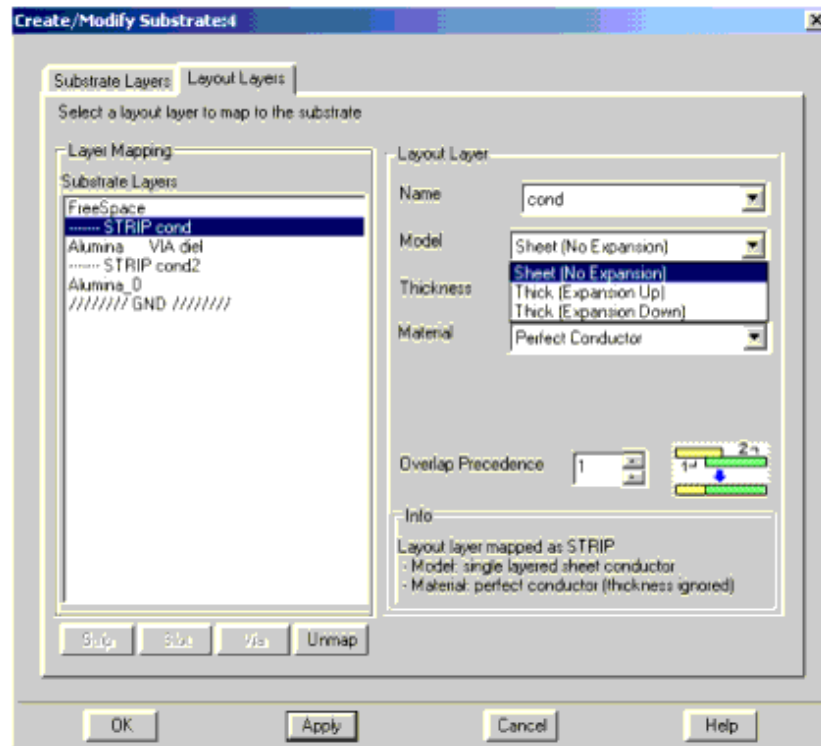 Create/Modify Substrate:4
Substrate Layers
Layout Layers
Select a layout layer to map to the substrate
Layer Mapping
Substrate Layers
FreeSpace
------- STRIP cond
Alumina VIA diel
------ STRIP cond2
Alumina_0
//////// GND ////////
Strip
Slot
Via
Unmap
Layout Layer
Name
cond
Model
Sheet (No Expansion)
Sheet (No Expansion)
Thick (Expansion Up)
Thick (Expansion Down)
Thickness
Material
Perfect Conductor
Overlap Precedence
1
2
1
Info
Layout layer mapped as STRIP
- Model: single layered sheet conductor
- Material: perfect conductor (thickness ignored)
OK
Apply
Cancel
Help